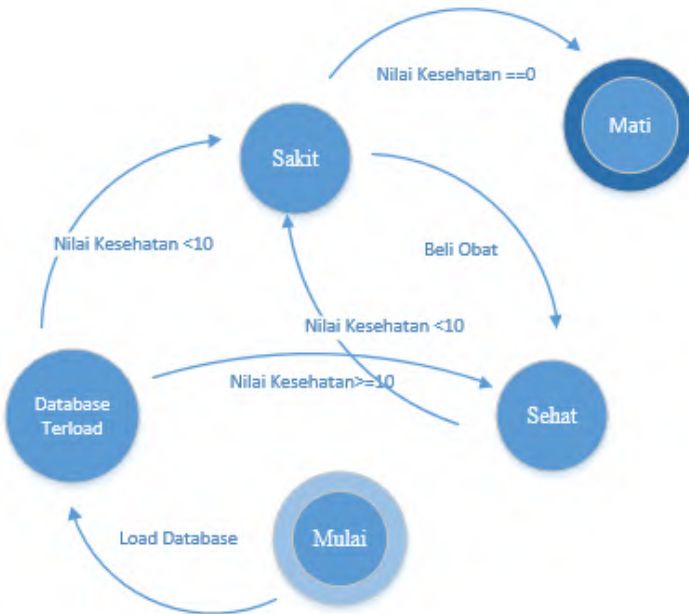 Nilai Kesehatan ==0
Mati
Sakit
Nilai Kesehatan <10
Beli Obat
Nilai Kesehatan <10
Nilai Kesehatan>=10
Database
Terload
Sehat
Load Database
Mulai